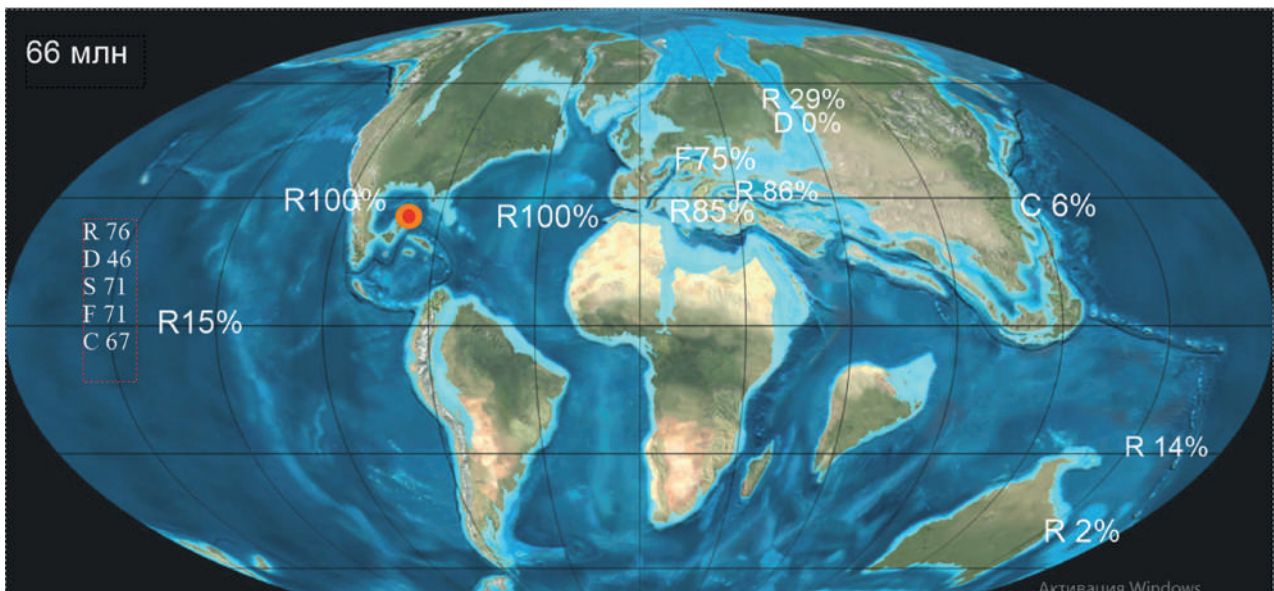 66 млн
R 29%
D 0%
F75%
R 86%
R100%
R100%
R85%
C 6%
R 76
D 46
S 71
F 71
C 67
R15%
R 14%
R 2%
Активация Windows